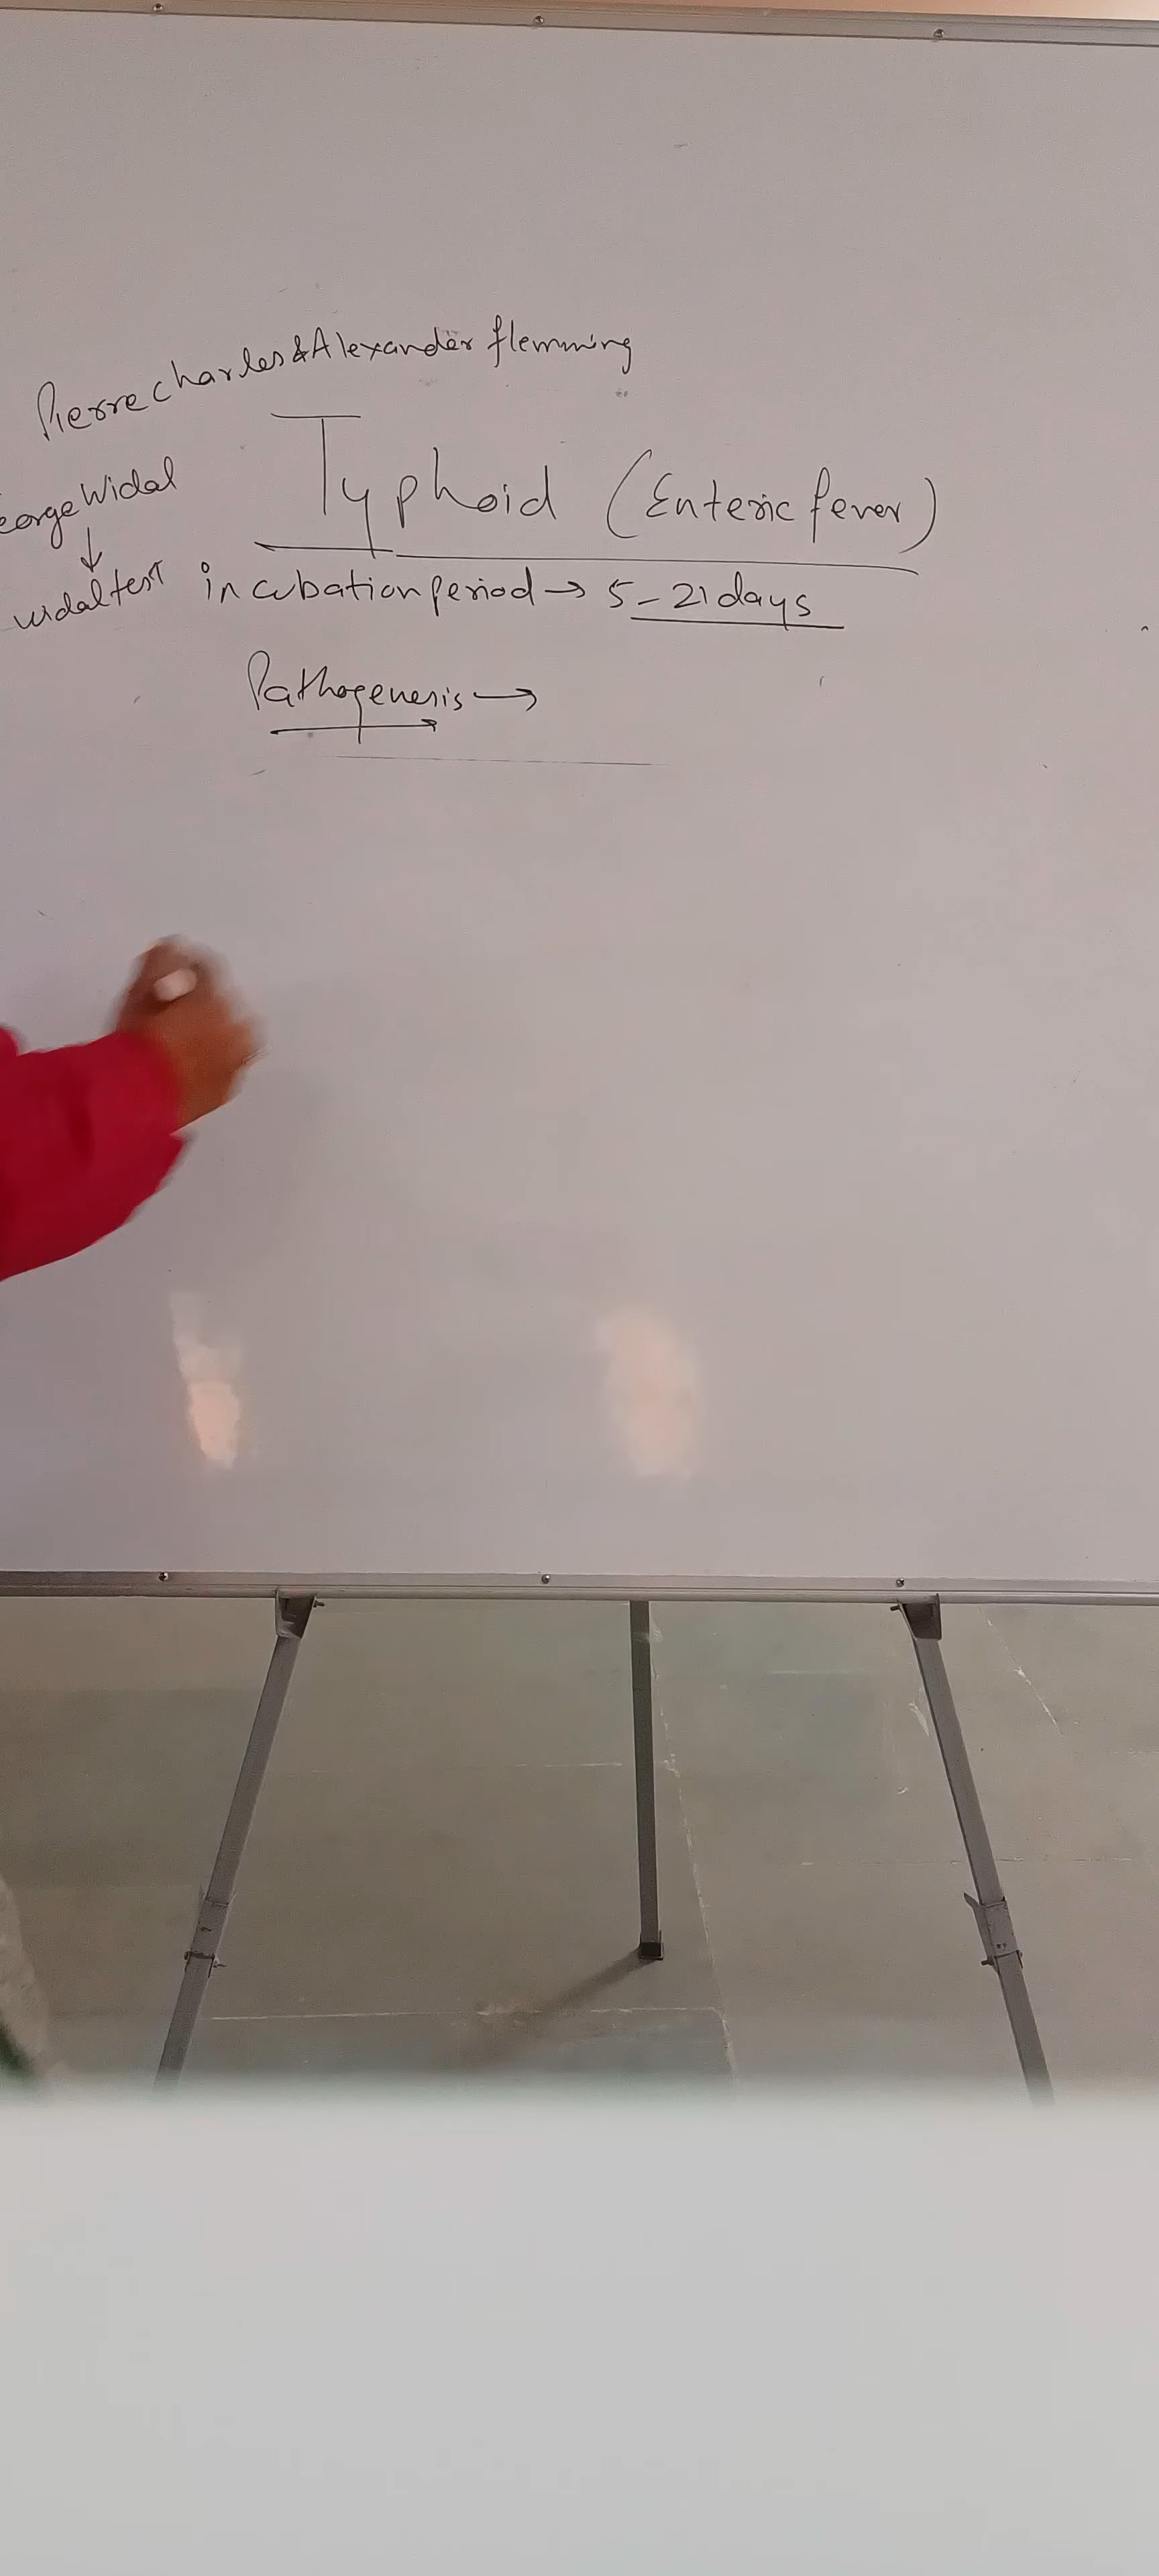 Pierre Charles & Alexander flemming
Typhoid (Enteric fever)
eorge Widal
↓
widal test
incubation period → 5 - 21 days
Pathogenesis →